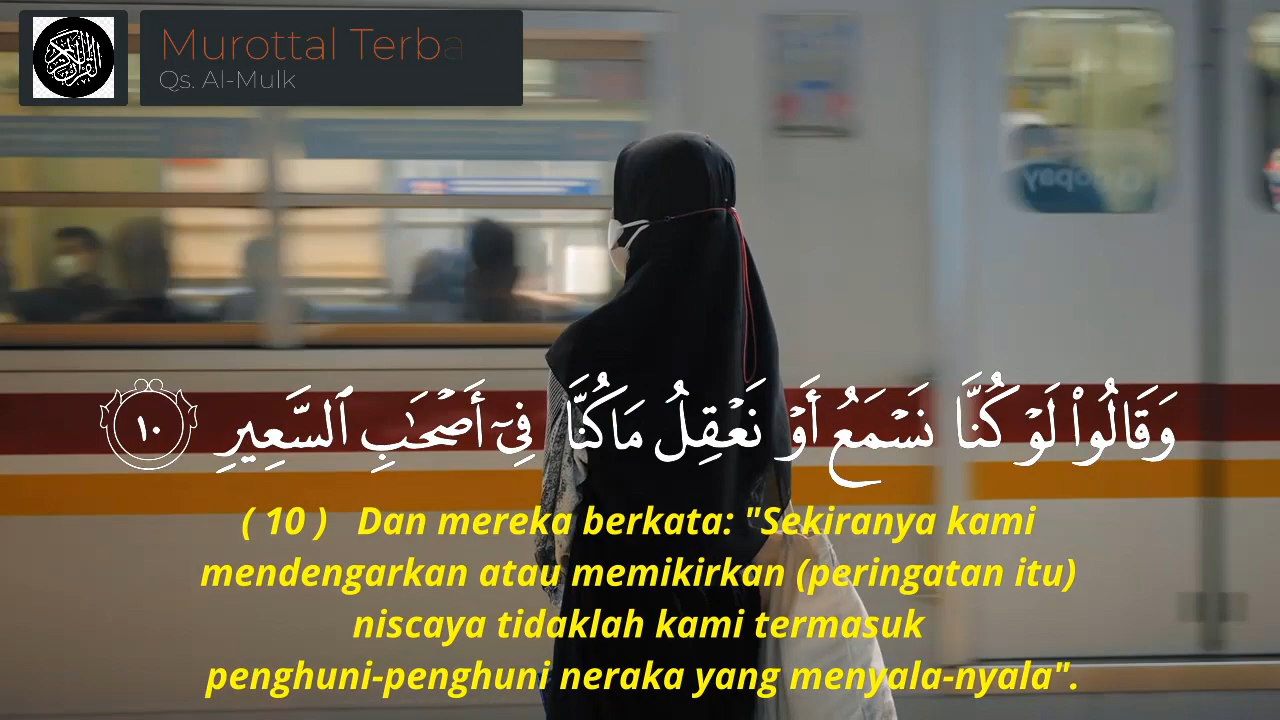 Murottal Terba
Qs. Al-Mulk
وَقَالُوا۟ لَوْ كُنَّا نَسْمَعُ أَوْ نَعْقِلُ مَا كُنَّا فِىٓ أَصْحَـٰبِ ٱلسَّعِيرِ ١٠
( 10 ) Dan mereka berkata: "Sekiranya kami
mendengarkan atau memikirkan (peringatan itu)
niscaya tidaklah kami termasuk
penghuni-penghuni neraka yang menyala-nyala".